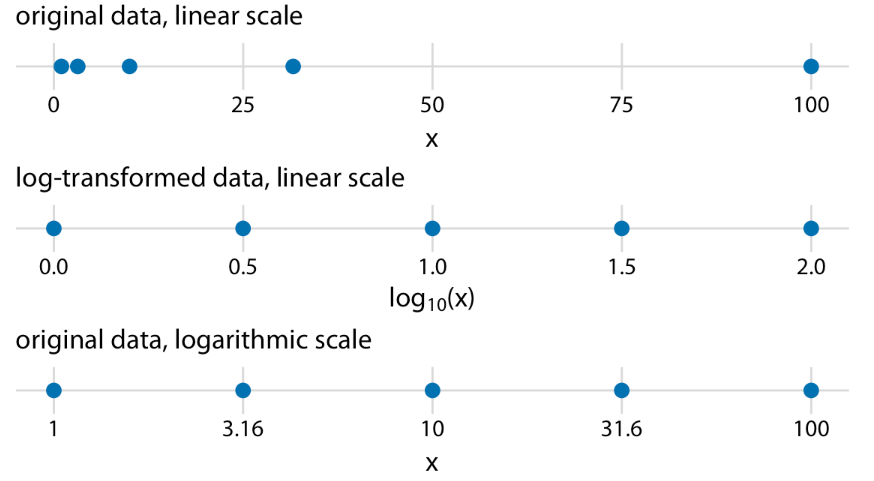 original data, linear scale
0 25 50 75 100
x
log-transformed data, linear scale
0.0 0.5 1.0 1.5 2.0
log₁₀(x)
original data, logarithmic scale
1 3.16 10 31.6 100
x